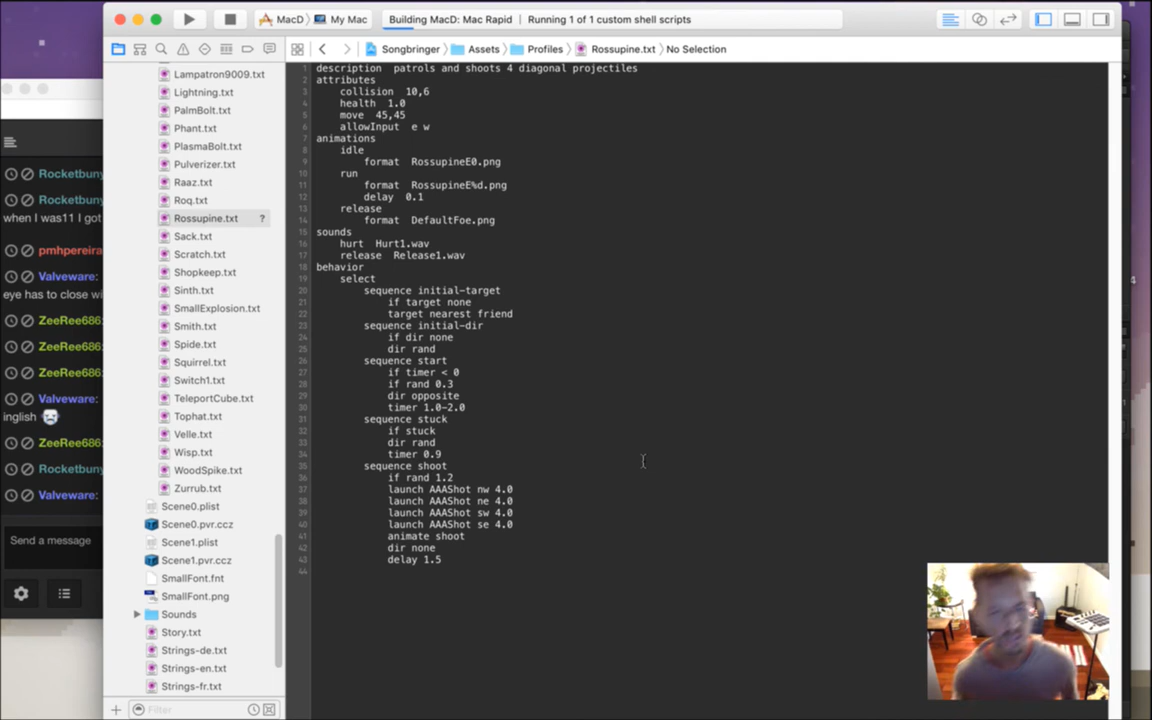 MacD
My Mac
Building MacD: Mac Rapid | Running 1 of 1 custom shell scripts
Songbringer
Assets
Profiles
Rossupine.txt
No Selection
Lampatron9009.txt
Lightning.txt
PalmBolt.txt
Phant.txt
PlasmaBolt.txt
Pulverizer.txt
Raaz.txt
Roq.txt
Rossupine.txt ?
Sack.txt
Scratch.txt
Shopkeep.txt
Sinth.txt
SmallExplosion.txt
Smith.txt
Spide.txt
Squirrel.txt
Switch1.txt
TeleportCube.txt
Tophat.txt
Velle.txt
Wisp.txt
WoodSpike.txt
Zurrub.txt
Scene0.plist
Scene0.pvr.ccz
Scene1.plist
Scene1.pvr.ccz
SmallFont.fnt
SmallFont.png
Sounds
Story.txt
Strings-de.txt
Strings-en.txt
Strings-fr.txt
Filter
Rocketbuny
Rocketbuny
when I was11 I got
pmhpereira
Valveware:
eye has to close wi
ZeeRee686:
ZeeRee686:
ZeeRee686:
Valveware:
inglish
ZeeRee686:
Rocketbuny
Valveware:
Send a message
1 description patrols and shoots 4 diagonal projectiles
2 attributes
3 collision 10,6
4 health 1.0
5 move 45,45
6 allowInput e w
7 animations
8 idle
9 format RossupineE0.png
10 run
11 format RossupineE%d.png
12 delay 0.1
13 release
14 format DefaultFoe.png
15 sounds
16 hurt Hurt1.wav
17 release Release1.wav
18 behavior
19 select
20 sequence initial-target
21 if target none
22 target nearest friend
23 sequence initial-dir
24 if dir none
25 dir rand
26 sequence start
27 if timer < 0
28 if rand 0.3
29 dir opposite
30 timer 1.0-2.0
31 sequence stuck
32 if stuck
33 dir rand
34 timer 0.9
35 sequence shoot
36 if rand 1.2
37 launch AAAShot nw 4.0
38 launch AAAShot ne 4.0
39 launch AAAShot sw 4.0
40 launch AAAShot se 4.0
41 animate shoot
42 dir none
43 delay 1.5
44